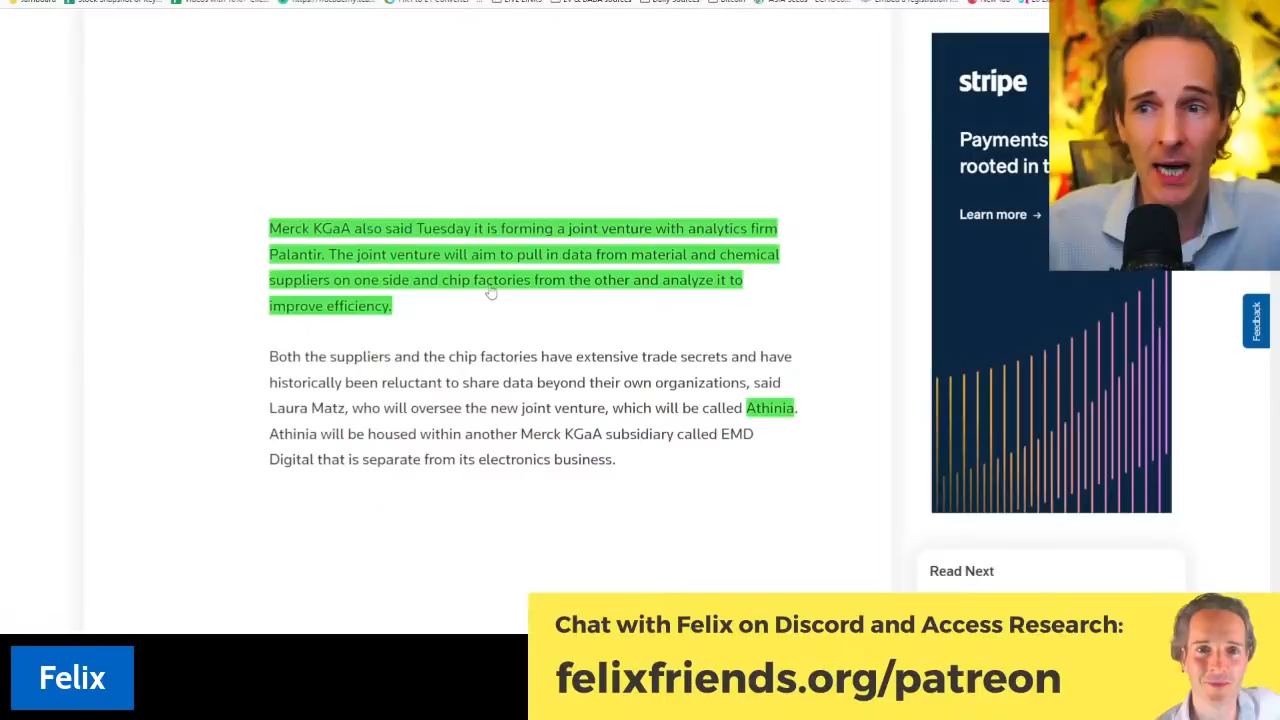 stripe
Payments
rooted in t
Learn more →
Merck KGaA also said Tuesday it is forming a joint venture with analytics firm
Palantir. The joint venture will aim to pull in data from material and chemical
suppliers on one side and chip factories from the other and analyze it to
improve efficiency.
Both the suppliers and the chip factories have extensive trade secrets and have
historically been reluctant to share data beyond their own organizations, said
Laura Matz, who will oversee the new joint venture, which will be called Athinia.
Athinia will be housed within another Merck KGaA subsidiary called EMD
Digital that is separate from its electronics business.
Feedback
Read Next
Chat with Felix on Discord and Access Research:
felixfriends.org/patreon
Felix